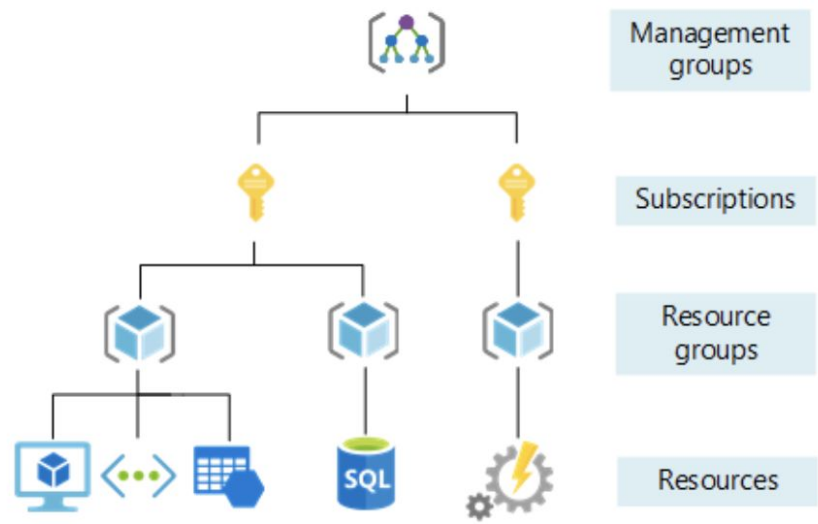 Management
groups
Subscriptions
Resource
groups
SQL
Resources